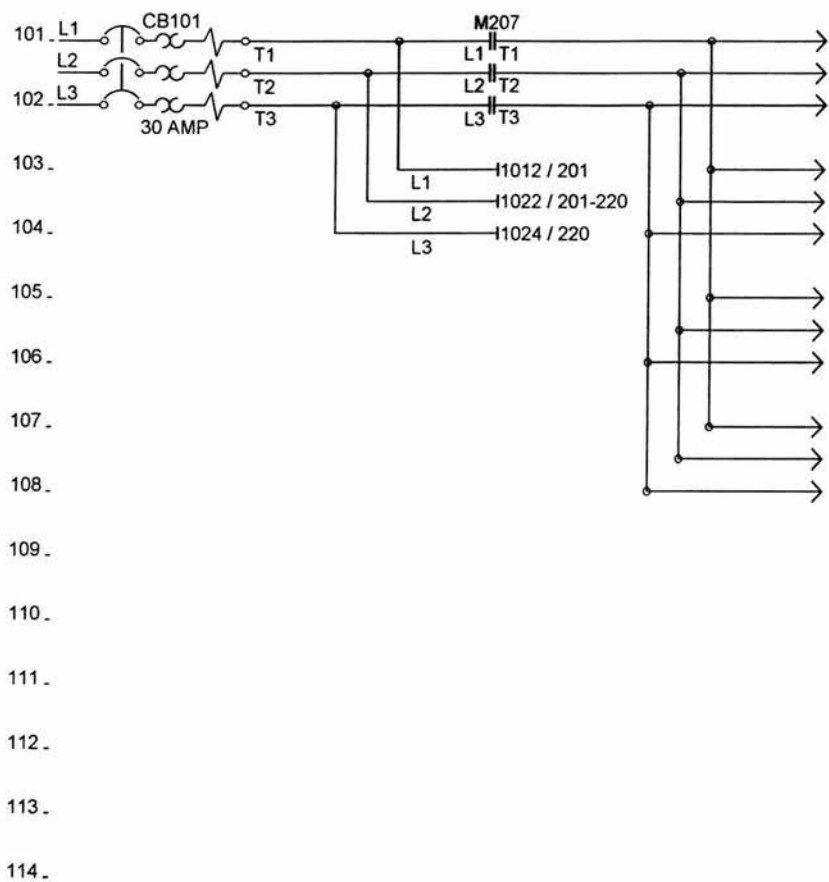 CB101
M207
101 L1
T1
L1 T1
L2
T2
L2 T2
102 L3
30 AMP
T3
L3 T3
103
L1
1012 / 201
L2
1022 / 201-220
104
L3
1024 / 220
105
106
107
108
109
110
111
112
113
114